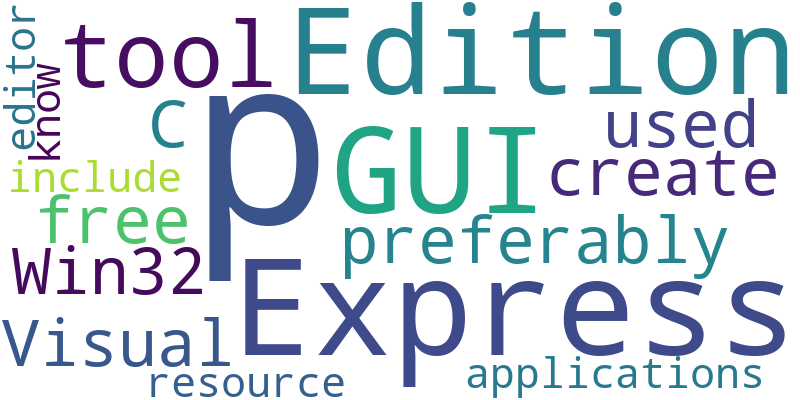 editor
know
tool
Edition
C
p
GUI
used
create
include
free
preferably
Win32
Express
Visual
resource
applications